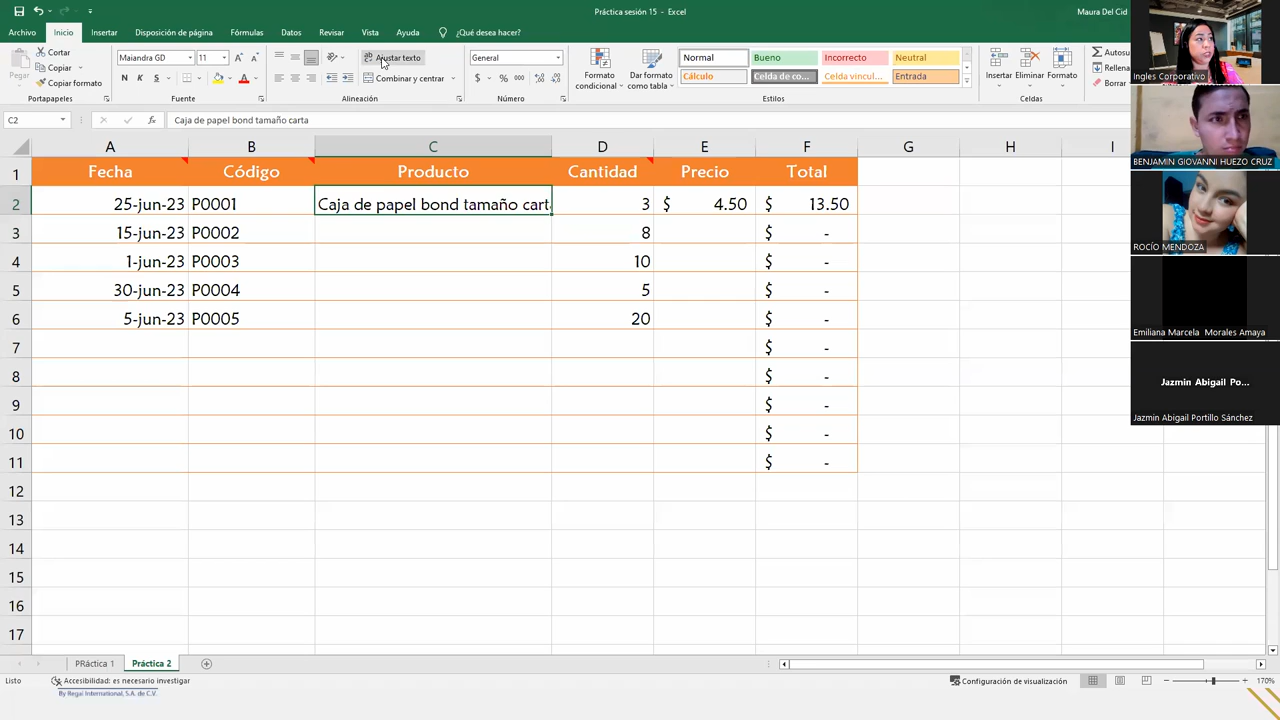 Práctica sesión 15 - Excel
Maura Del Cid
Archivo Inicio Insertar Disposición de página Fórmulas Datos Revisar Vista Ayuda ¿Qué desea hacer?
Cortar
Copiar
Copiar formato
Pegar
Portapapeles
Maiandra GD 11
N K S
Fuente
Ajustar texto
Combinar y centrar
Alineación
General
$ % 000
Número
Formato condicional
Dar formato como tabla
Normal Bueno Incorrecto Neutral
Cálculo Celda de co... Celda vincul... Entrada
Estilos
Insertar Eliminar Formato
Celdas
Autosu
Rellena
Borrar
C2 fx Caja de papel bond tamaño carta
A B C D E F G H I
1 Fecha Código Producto Cantidad Precio Total
2 25-jun-23 P0001 Caja de papel bond tamaño cart 3 $ 4.50 $ 13.50
3 15-jun-23 P0002 8 $ -
4 1-jun-23 P0003 10 $ -
5 30-jun-23 P0004 5 $ -
6 5-jun-23 P0005 20 $ -
7 $ -
8 $ -
9 $ -
10 $ -
11 $ -
12
13
14
15
16
17
PRáctica 1 Práctica 2
Listo Accesibilidad: es necesario investigar Configuración de visualización 170%
By Regal International, S.A. de C.V.
Ingles Corporativo
BENJAMIN GIOVANNI HUEZO CRUZ
ROCÍO MENDOZA
Emiliana Marcela Morales Amaya
Jazmin Abigail Po...
Jazmin Abigail Portillo Sánchez